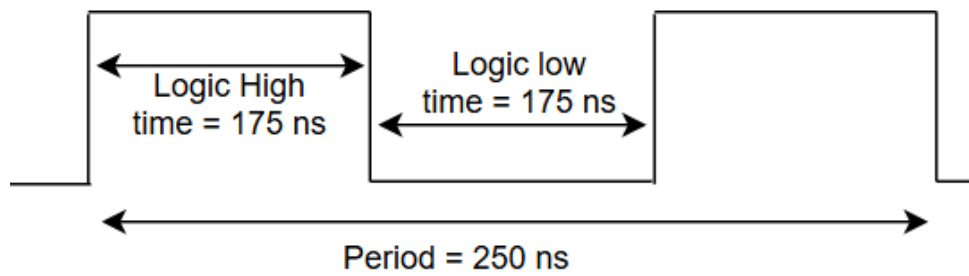 Logic High
time = 175 ns
Logic low
time = 175 ns
Period = 250 ns